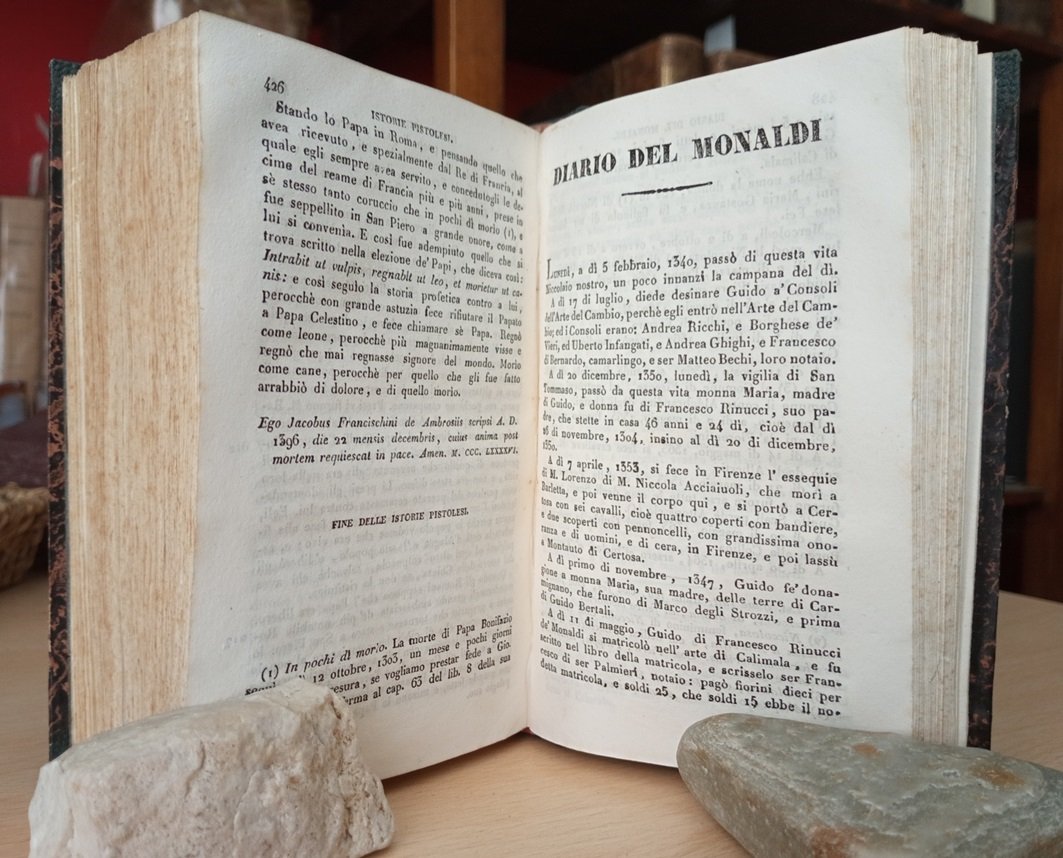 426
ISTORIE PISTOLESI.
Stando lo Papa in Roma, e pensando quello che
avea ricevuto, e spezialmente dal Re di Francia, al
quale egli sempre avea servito, e concedutogli le de-
cime del reame di Francia più e più anni, prese in
sè stesso tanto coruccio che in pochi dì morìo (1), e
fue seppellito in San Piero a grande onore, come a
lui si convenìa. E così fue adempiuto quello che si
trova scritto nella elezione de' Papi, che diceva così:
Intrabit ut vulpis, regnabit ut leo, et morietur ut ca-
nis: e così seguìo la storia profetica contro a lui,
perocchè con grande astuzia fece rifiutare il Papato
a Papa Celestino, e fece chiamare sè Papa. Regnò
come leone, perocchè più magnanimamente visse e
regnò che mai regnasse signore del mondo. Morìo
come cane, perocchè per quello che gli fue fatto
arrabbiò di dolore, e di quello morìo.
Ego Jacobus Francischini de Ambrosiis scripsi A. D.
1396, die 22 mensis decembris, cuius anima post
mortem requiescat in pace. Amen. M. CCC. LXXXXVI.
FINE DELLE ISTORIE PISTOLESI.
(1) In pochi dì morìo. La morte di Papa Bonifazio
12 ottobre, 1303, un mese e pochi giorni
se vogliamo prestar fede a Gio.
al cap. 63 del lib. 8 della sua
DIARIO DEL MONALDI
Lunedì, a dì 5 febbraio, 1340, passò di questa vita
Niccolaio nostro, un poco innanzi la campana del dì.
A dì 17 di luglio, diede desinare Guido a' Consoli
dell'Arte del Cambio, perchè egli entrò nell'Arte del Cam-
bio; ed i Consoli erano: Andrea Ricchi, e Borghese de'
Vieri, ed Uberto Infangati, e Andrea Ghighi, e Francesco
di Bernardo, camarlingo, e ser Matteo Bechi, loro notaio.
A dì 20 dicembre, 1350, lunedì, la vigilia di San
Tommaso, passò da questa vita monna Maria, madre
di Guido, e donna fu di Francesco Rinucci, suo pa-
dre, che stette in casa 46 anni e 24 dì, cioè dal dì
16 di novembre, 1304, insino al dì 20 di dicembre,
1350.
A dì 7 aprile, 1353, si fece in Firenze l'essequie
di M. Lorenzo di M. Niccola Acciaiuoli, che morì a
Barletta, e poi venne il corpo qui, e si portò a Cer-
tosa con sei cavalli, cioè quattro coperti con bandiere,
e due scoperti con pennoncelli, con grandissima ono-
ranza e di uomini, e di cera, in Firenze, e poi lassù
a Montauto di Certosa.
A dì primo di novembre, 1347, Guido fe' dona-
gione a monna Maria, sua madre, delle terre di Car-
mignano, che furono di Marco degli Strozzi, e prima
di Guido Bertali.
A dì 11 di maggio, Guido di Francesco Rinucci
de' Monaldi si matricolò nell'arte di Calimala, e fu
scritto nel libro della matricola, e scrisselo ser Fran-
cesco di ser Palmieri, notaio: pagò fiorini dieci per
detta matricola, e soldi 25, che soldi 15 ebbe il no-